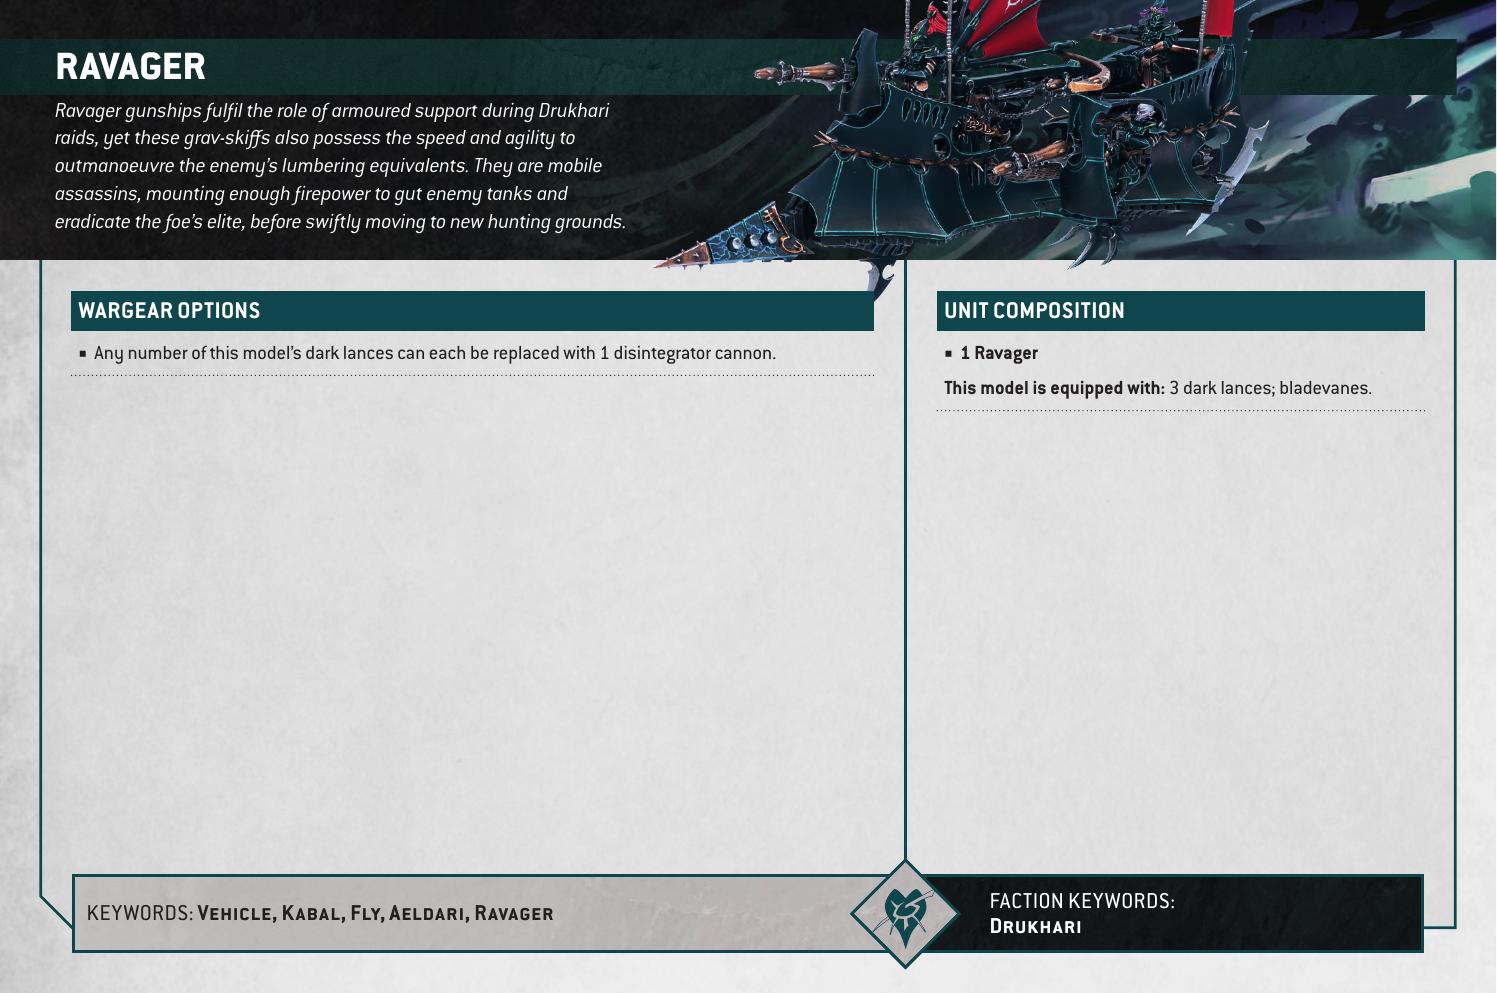 RAVAGER
Ravager gunships fulfil the role of armoured support during Drukhari
raids, yet these grav-skiffs also possess the speed and agility to
outmanoeuvre the enemy's lumbering equivalents. They are mobile
assassins, mounting enough firepower to gut enemy tanks and
eradicate the foe's elite, before swiftly moving to new hunting grounds.
WARGEAR OPTIONS
▪ Any number of this model's dark lances can each be replaced with 1 disintegrator cannon.
UNIT COMPOSITION
▪ 1 Ravager
This model is equipped with: 3 dark lances; bladevanes.
KEYWORDS: Vehicle, Kabal, Fly, Aeldari, Ravager
FACTION KEYWORDS:
Drukhari